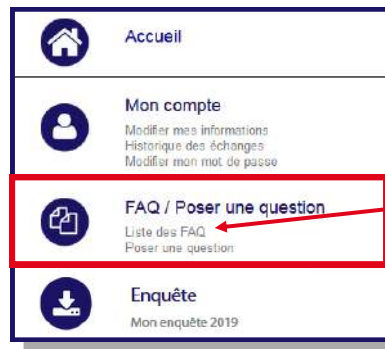 Accueil
Mon compte
Modifier mes informations
Historique des échanges
Modifier mon mot de passe
FAQ / Poser une question
Liste des FAQ
Poser une question
Enquête
Mon enquête 2019